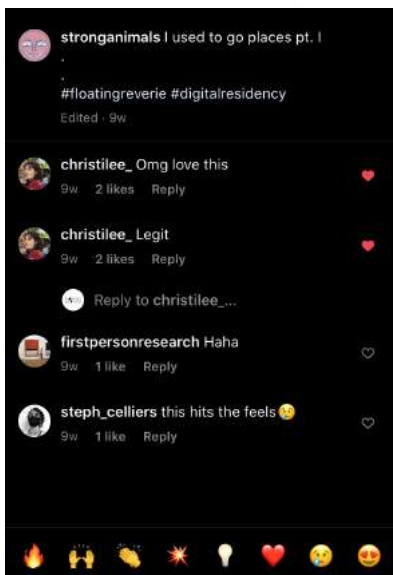 stronganimals I used to go places pt. I
.
.
#floatingreverie #digitalresidency
Edited · 9w
christilee_ Omg love this
9w 2 likes Reply
christilee_ Legit
9w 2 likes Reply
Reply to christilee_...
firstpersonresearch Haha
9w 1 like Reply
steph_celliers this hits the feels😢
9w 1 like Reply